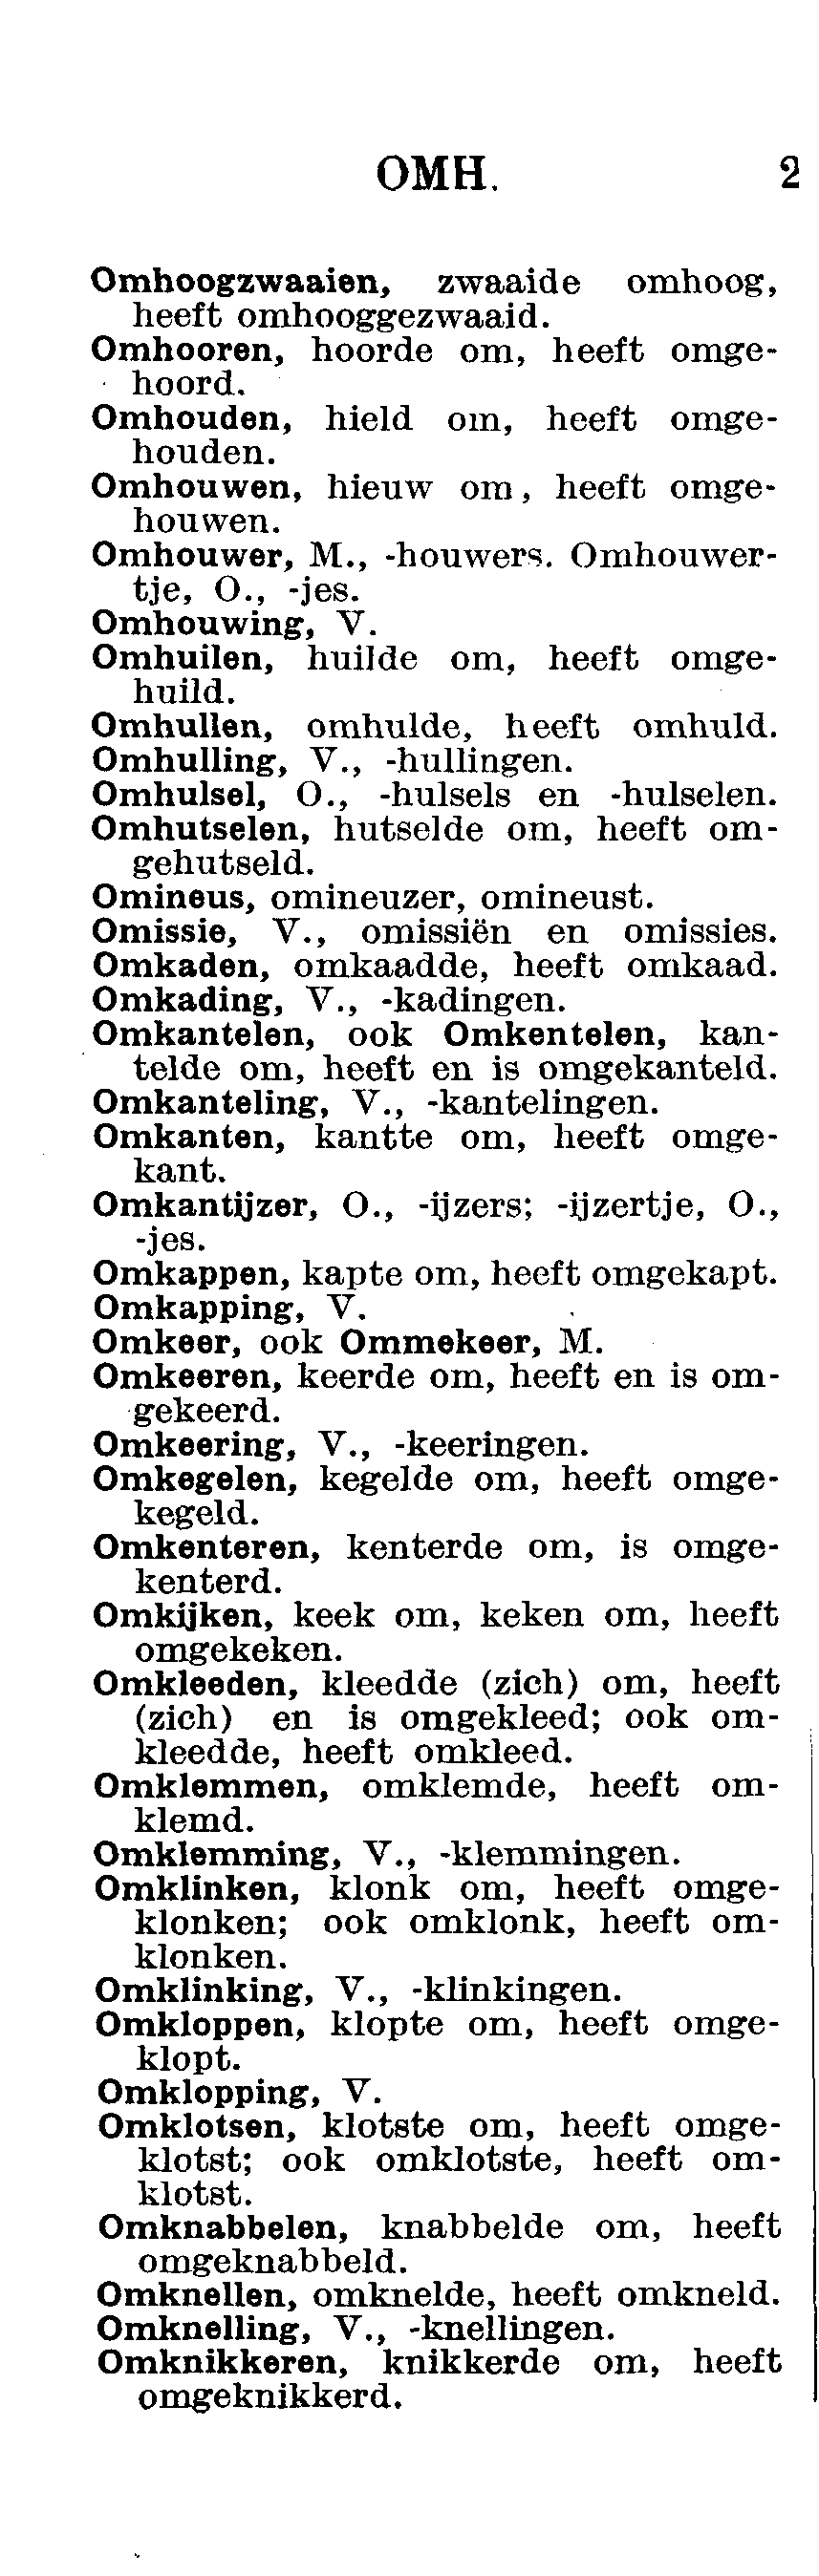 OMH. 2
Omhoogzwaaien, zwaaide omhoog,
heeft omhooggezwaaid.
Omhooren, hoorde om, heeft omge-
hoord.
Omhouden, hield om, heeft omge-
houden.
Omhouwen, hieuw om, heeft omge-
houwen.
Omhouwer, M., -houwers. Omhouwer-
tje, O., -jes.
Omhouwing, V.
Omhuilen, huilde om, heeft omge-
huild.
Omhullen, omhulde, heeft omhuld.
Omhulling, V., -hullingen.
Omhulsel, O., -hulsels en -hulselen.
Omhutselen, hutselde om, heeft om-
gehutseld.
Omineus, omineuzer, omineust.
Omissie, V., omissiën en omissies.
Omkaden, omkaadde, heeft omkaad.
Omkading, V., -kadingen.
Omkantelen, ook Omkentelen, kan-
telde om, heeft en is omgekanteld.
Omkanteling, V., -kantelingen.
Omkanten, kantte om, heeft omge-
kant.
Omkantijzer, O., -ijzers; -ijzertje, O.,
-jes.
Omkappen, kapte om, heeft omgekapt.
Omkapping, V.
Omkeer, ook Ommekeer, M.
Omkeeren, keerde om, heeft en is om-
gekeerd.
Omkeering, V., -keeringen.
Omkegelen, kegelde om, heeft omge-
kegeld.
Omkenteren, kenterde om, is omge-
kenterd.
Omkijken, keek om, keken om, heeft
omgekeken.
Omkleeden, kleedde (zich) om, heeft
(zich) en is omgekleed; ook om-
kleedde, heeft omkleed.
Omklemmen, omklemde, heeft om-
klemd.
Omklemming, V., -klemmingen.
Omklinken, klonk om, heeft omge-
klonken; ook omklonk, heeft om-
klonken.
Omklinking, V., -klinkingen.
Omkloppen, klopte om, heeft omge-
klopt.
Omklopping, V.
Omklotsen, klotste om, heeft omge-
klotst; ook omklotste, heeft om-
klotst.
Omknabbelen, knabbelde om, heeft
omgeknabbeld.
Omknellen, omknelde, heeft omkneld.
Omknelling, V., -knellingen.
Omknikkeren, knikkerde om, heeft
omgeknikkerd.